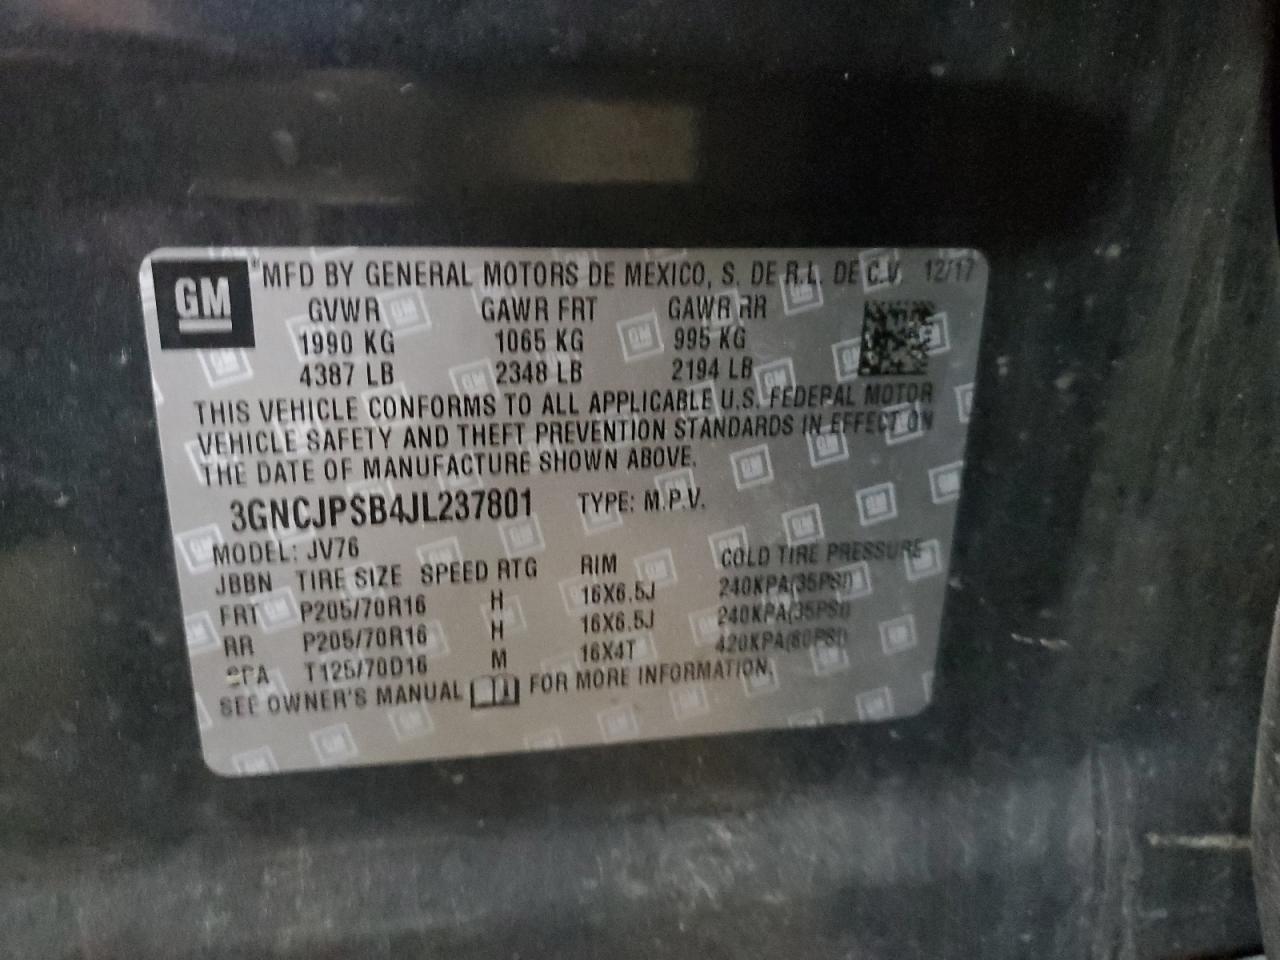 GM MFD BY GENERAL MOTORS DE MEXICO, S. DE R.L. DE C.V. 12/17
GVWR GAWR FRT GAWR RR
1990 KG 1065 KG 995 KG
4387 LB 2348 LB 2194 LB
THIS VEHICLE CONFORMS TO ALL APPLICABLE U.S. FEDERAL MOTOR
VEHICLE SAFETY AND THEFT PREVENTION STANDARDS IN EFFECT ON
THE DATE OF MANUFACTURE SHOWN ABOVE.
3GNCJPSB4JL237801 TYPE: M.P.V.
MODEL: JV76
JBBN TIRE SIZE SPEED RTG RIM COLD TIRE PRESSURE
FRT P205/70R16 H 16X6.5J 240KPA(35PSI)
RR P205/70R16 H 16X6.5J 240KPA(35PSI)
SPA T125/70D16 M 16X4T 420KPA(60PSI)
SEE OWNER'S MANUAL FOR MORE INFORMATION.